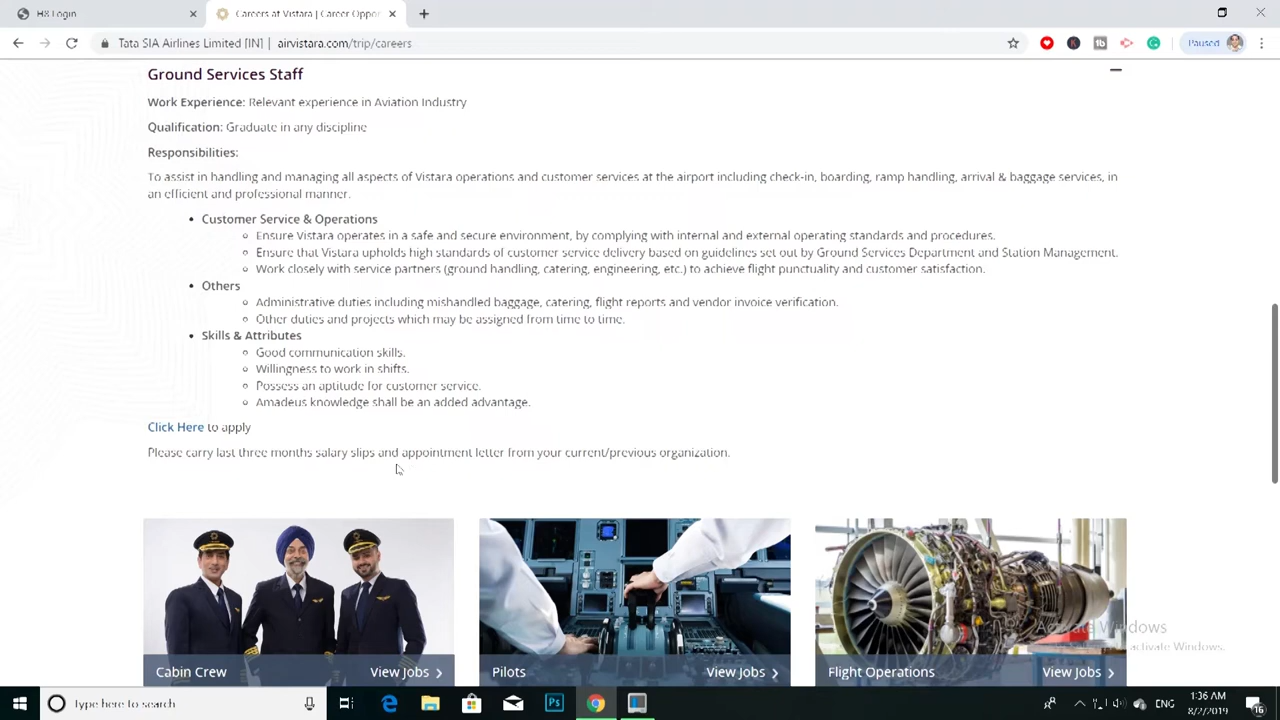 H8 Login
Careers at Vistara | Career Oppor
Tata SIA Airlines Limited [IN] | airvistara.com/trip/careers
Paused
Ground Services Staff
Work Experience: Relevant experience in Aviation Industry
Qualification: Graduate in any discipline
Responsibilities:
To assist in handling and managing all aspects of Vistara operations and customer services at the airport including check-in, boarding, ramp handling, arrival & baggage services, in
an efficient and professional manner.
Customer Service & Operations
Ensure Vistara operates in a safe and secure environment, by complying with internal and external operating standards and procedures.
Ensure that Vistara upholds high standards of customer service delivery based on guidelines set out by Ground Services Department and Station Management.
Work closely with service partners (ground handling, catering, engineering, etc.) to achieve flight punctuality and customer satisfaction.
Others
Administrative duties including mishandled baggage, catering, flight reports and vendor invoice verification.
Other duties and projects which may be assigned from time to time.
Skills & Attributes
Good communication skills.
Willingness to work in shifts.
Possess an aptitude for customer service.
Amadeus knowledge shall be an added advantage.
Click Here to apply
Please carry last three months salary slips and appointment letter from your current/previous organization.
Activate Windows
activate Windows.
Cabin Crew View Jobs
Pilots View Jobs
Flight Operations View Jobs
Type here to search
Ps
ENG
1:36 AM
8/2/2019
16